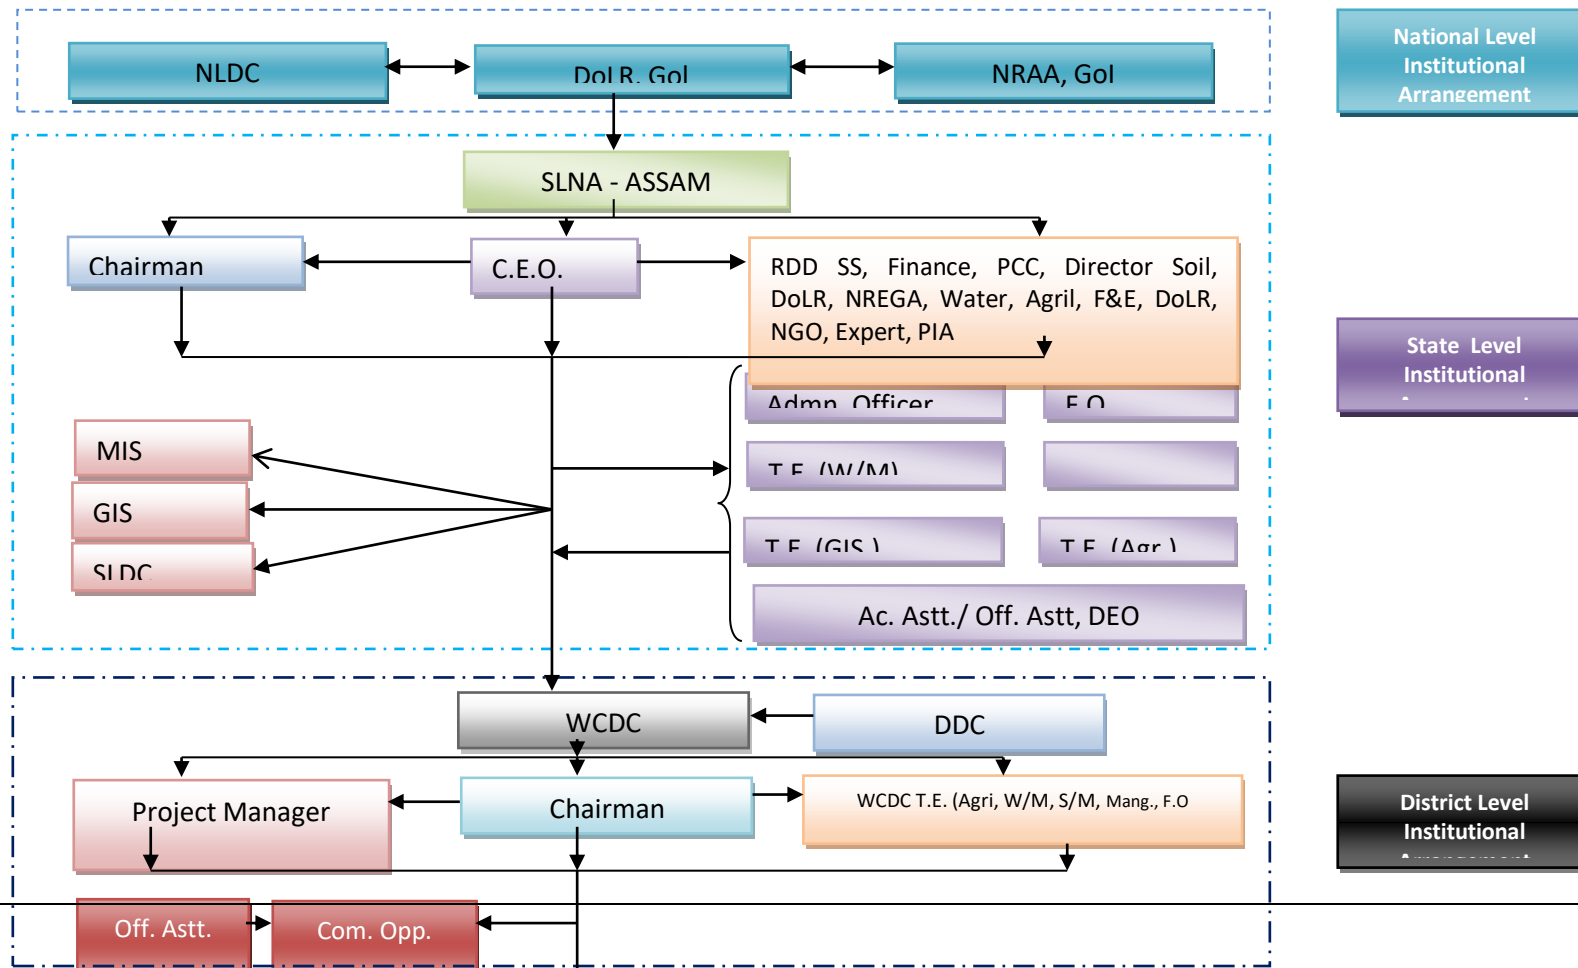 NLDC
DoLR, GoI
NRAA, GoI
National Level
Institutional
Arrangement
SLNA - ASSAM
Chairman
C.E.O.
RDD SS, Finance, PCC, Director Soil,
DoLR, NREGA, Water, Agril, F&E, DoLR,
NGO, Expert, PIA
State Level
Institutional
Arrangement
Admn. Officer
F.O
MIS
T.E. (W/M)
GIS
T.E. (GIS )
T.E. (Agr.)
SLDC
Ac. Astt./ Off. Astt, DEO
WCDC
DDC
Project Manager
Chairman
WCDC T.E. (Agri, W/M, S/M, Mang., F.O
District Level
Institutional
Arrangement
Off. Astt.
Com. Opp.